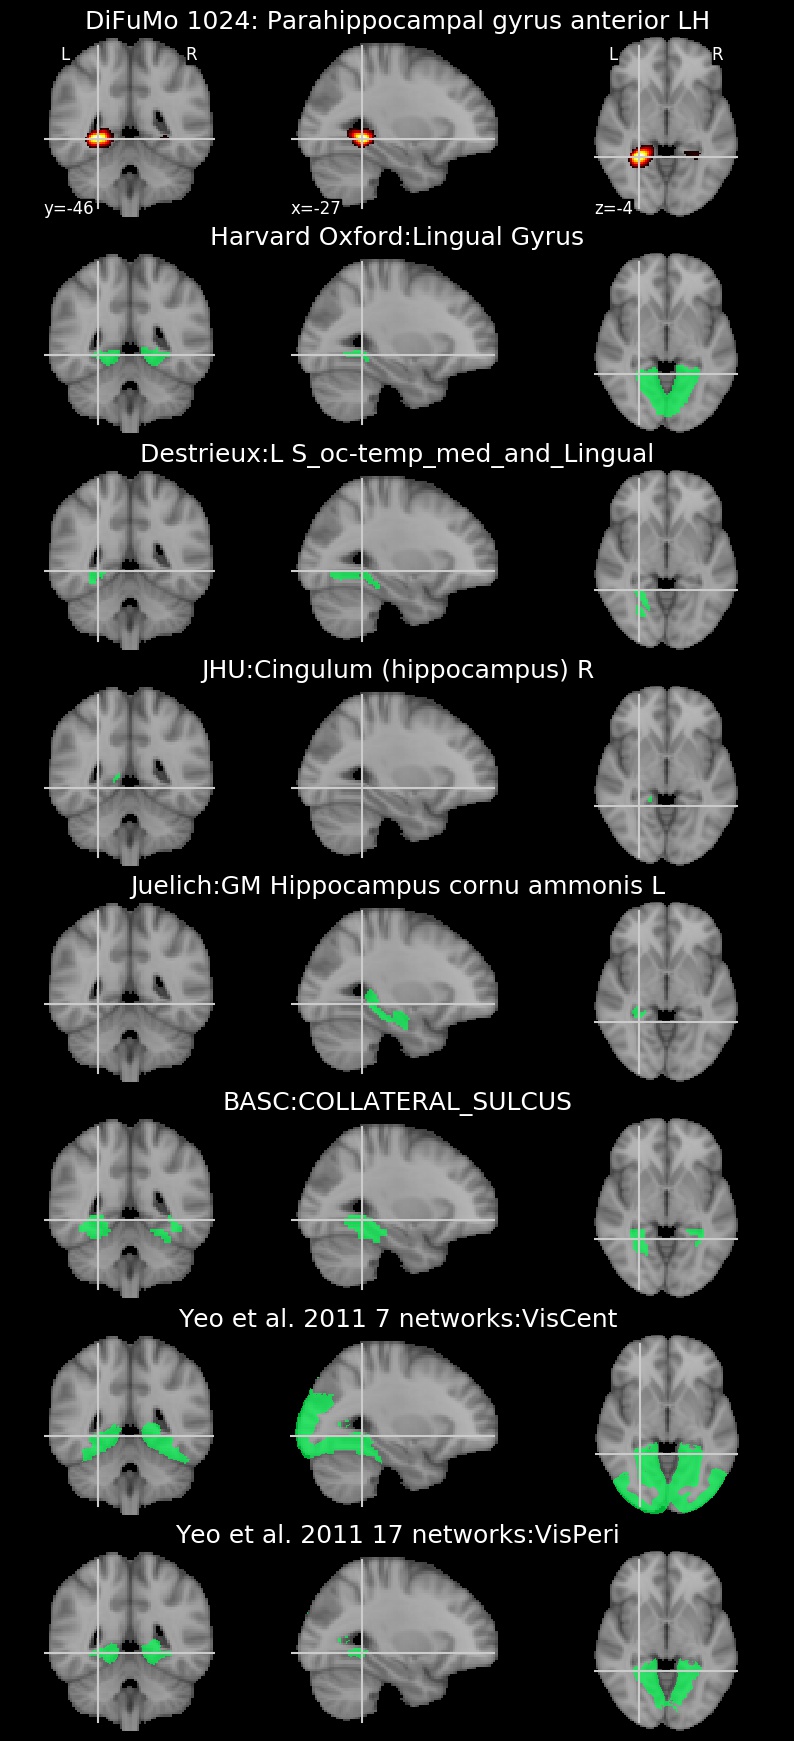 DiFuMo 1024: Parahippocampal gyrus anterior LH
L R L R
y=-46 x=-27 z=-4
Harvard Oxford:Lingual Gyrus
Destrieux:L S_oc-temp_med_and_Lingual
JHU:Cingulum (hippocampus) R
Juelich:GM Hippocampus cornu ammonis L
BASC:COLLATERAL_SULCUS
Yeo et al. 2011 7 networks:VisCent
Yeo et al. 2011 17 networks:VisPeri